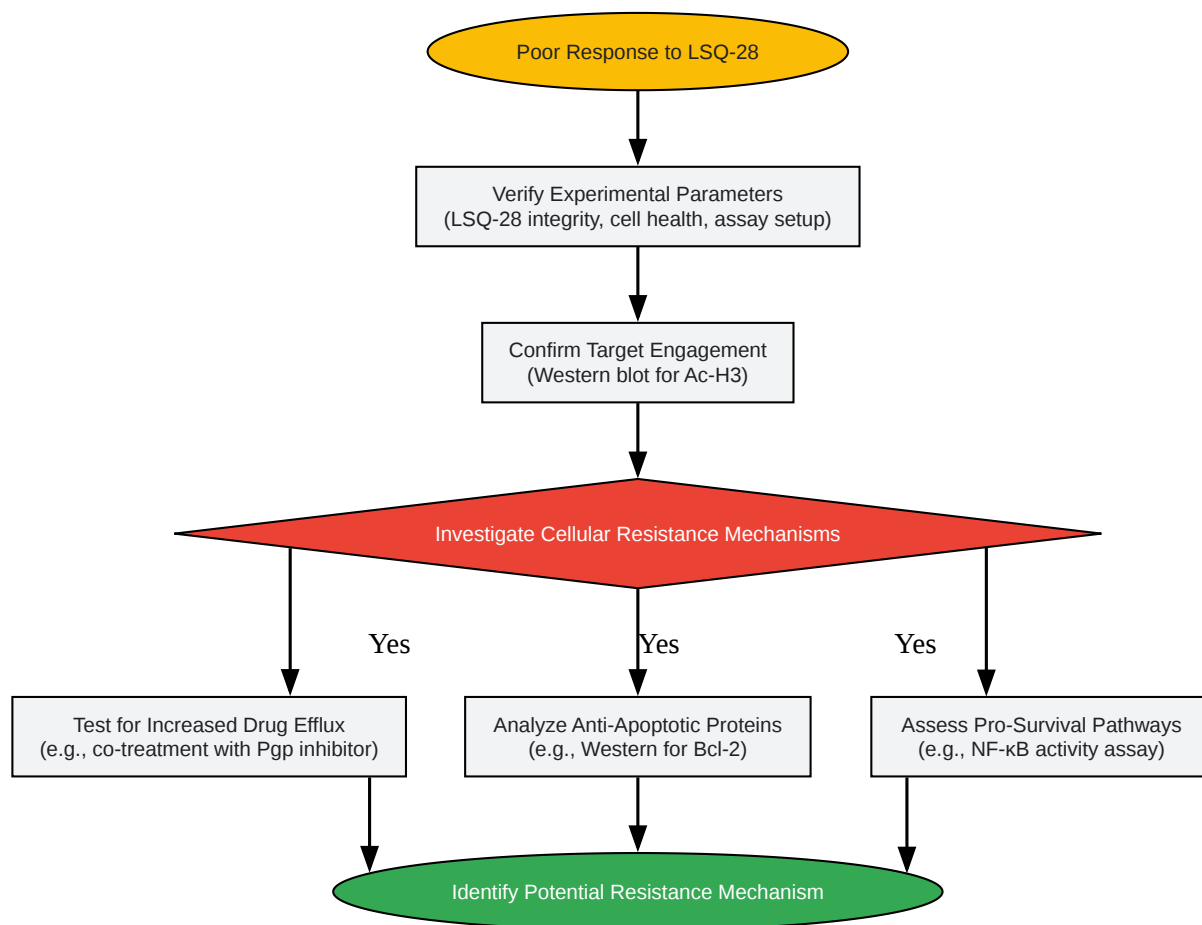 Poor Response to LSQ-28
Verify Experimental Parameters
(LSQ-28 integrity, cell health, assay setup)
Confirm Target Engagement
(Western blot for Ac-H3)
Investigate Cellular Resistance Mechanisms
Yes
Yes
Yes
Test for Increased Drug Efflux
(e.g., co-treatment with Pgp inhibitor)
Analyze Anti-Apoptotic Proteins
(e.g., Western for Bcl-2)
Assess Pro-Survival Pathways
(e.g., NF-κB activity assay)
Identify Potential Resistance Mechanism